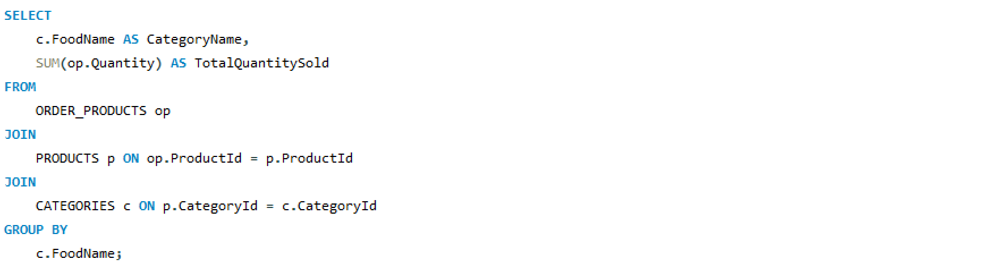 SELECT
    c.FoodName AS CategoryName,
    SUM(op.Quantity) AS TotalQuantitySold
FROM
    ORDER_PRODUCTS op
JOIN
    PRODUCTS p ON op.ProductId = p.ProductId
JOIN
    CATEGORIES c ON p.CategoryId = c.CategoryId
GROUP BY
    c.FoodName;